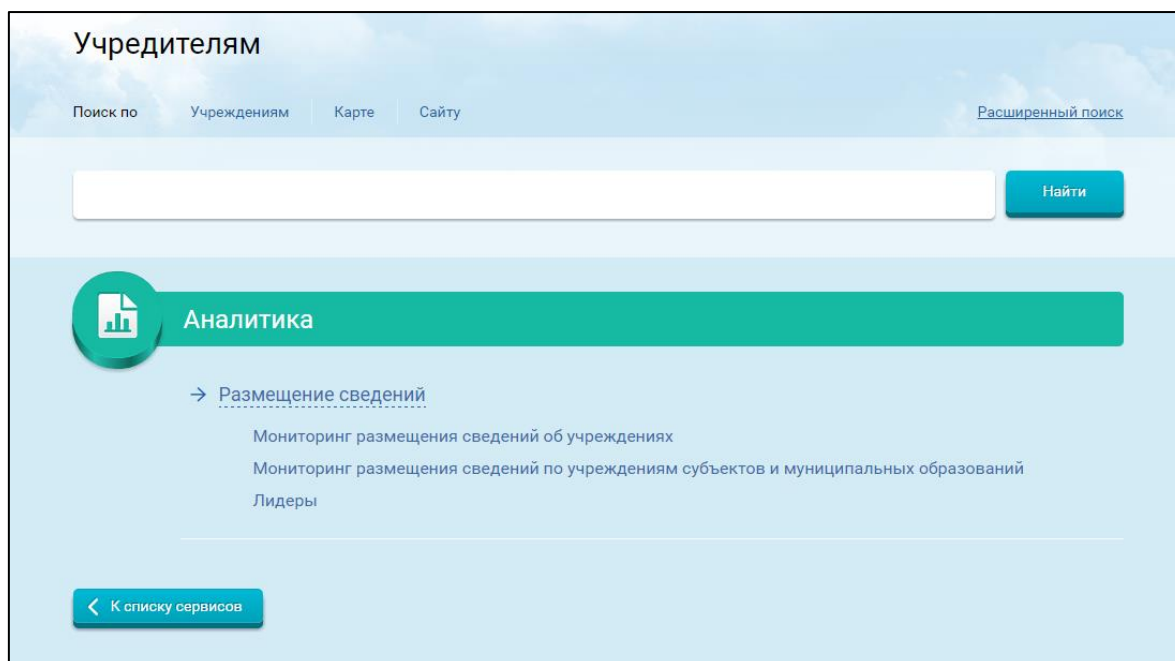 Учредителям
Поиск по Учреждениям Карте Сайту Расширенный поиск
Найти
Аналитика
Размещение сведений
Мониторинг размещения сведений об учреждениях
Мониторинг размещения сведений по учреждениям субъектов и муниципальных образований
Лидеры
К списку сервисов